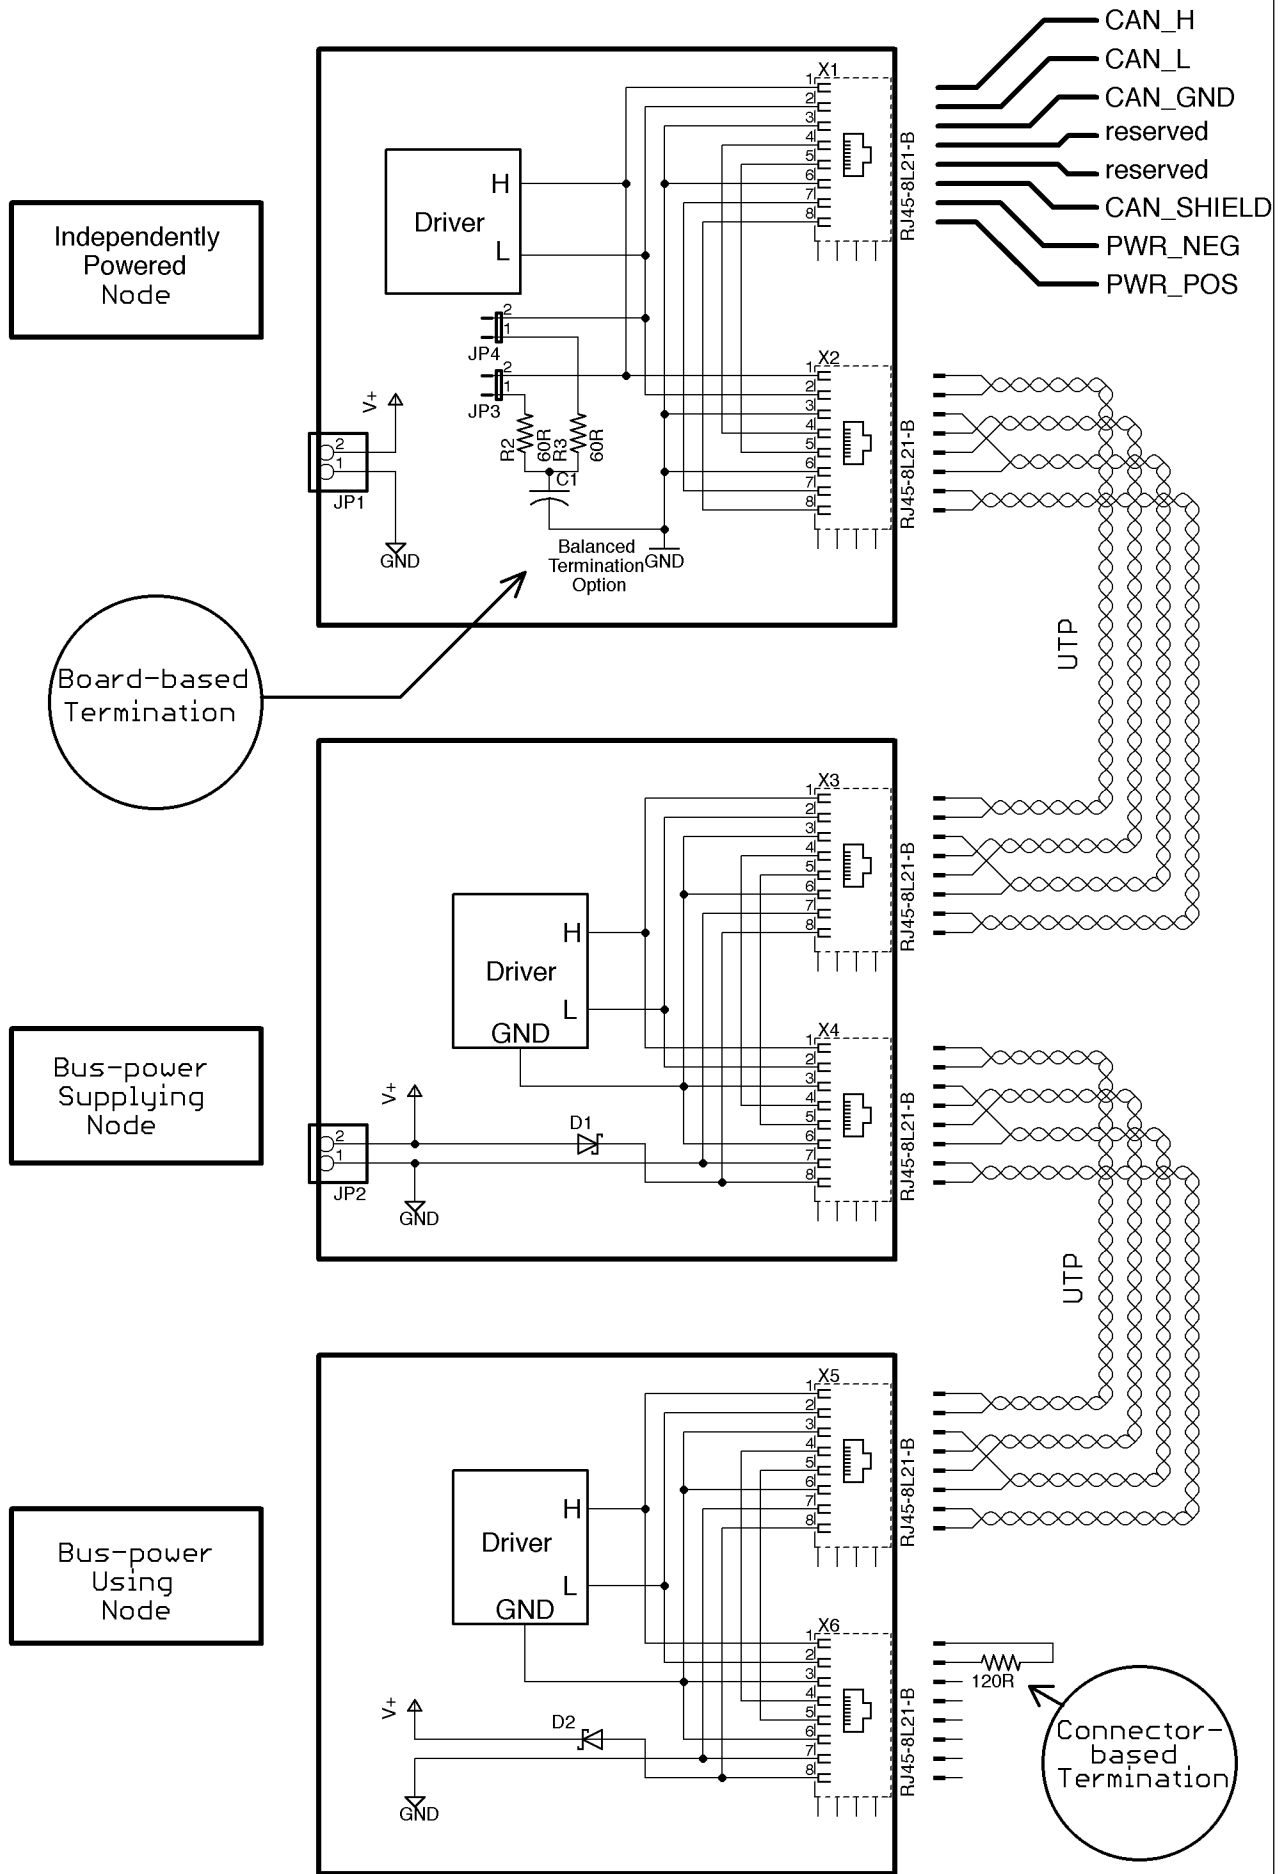 CAN_H
CAN_L
CAN_GND
reserved
reserved
CAN_SHIELD
PWR_NEG
PWR_POS
Independently
Powered
Node
Driver
H
L
X1
1
2
3
4
5
6
7
8
RJ45-8L21-B
JP4
2
1
JP3
2
1
R2
60R
R3
60R
C1
V+
2
1
JP1
GND
Balanced
Termination
Option
GND
X2
1
2
3
4
5
6
7
8
RJ45-8L21-B
UTP
Board-based
Termination
X3
1
2
3
4
5
6
7
8
RJ45-8L21-B
Driver
H
L
GND
Bus-power
Supplying
Node
V+
D1
2
1
JP2
GND
X4
1
2
3
4
5
6
7
8
RJ45-8L21-B
UTP
X5
1
2
3
4
5
6
7
8
RJ45-8L21-B
Driver
H
L
GND
Bus-power
Using
Node
V+
D2
GND
X6
1
2
3
4
5
6
7
8
RJ45-8L21-B
120R
Connector-
based
Termination